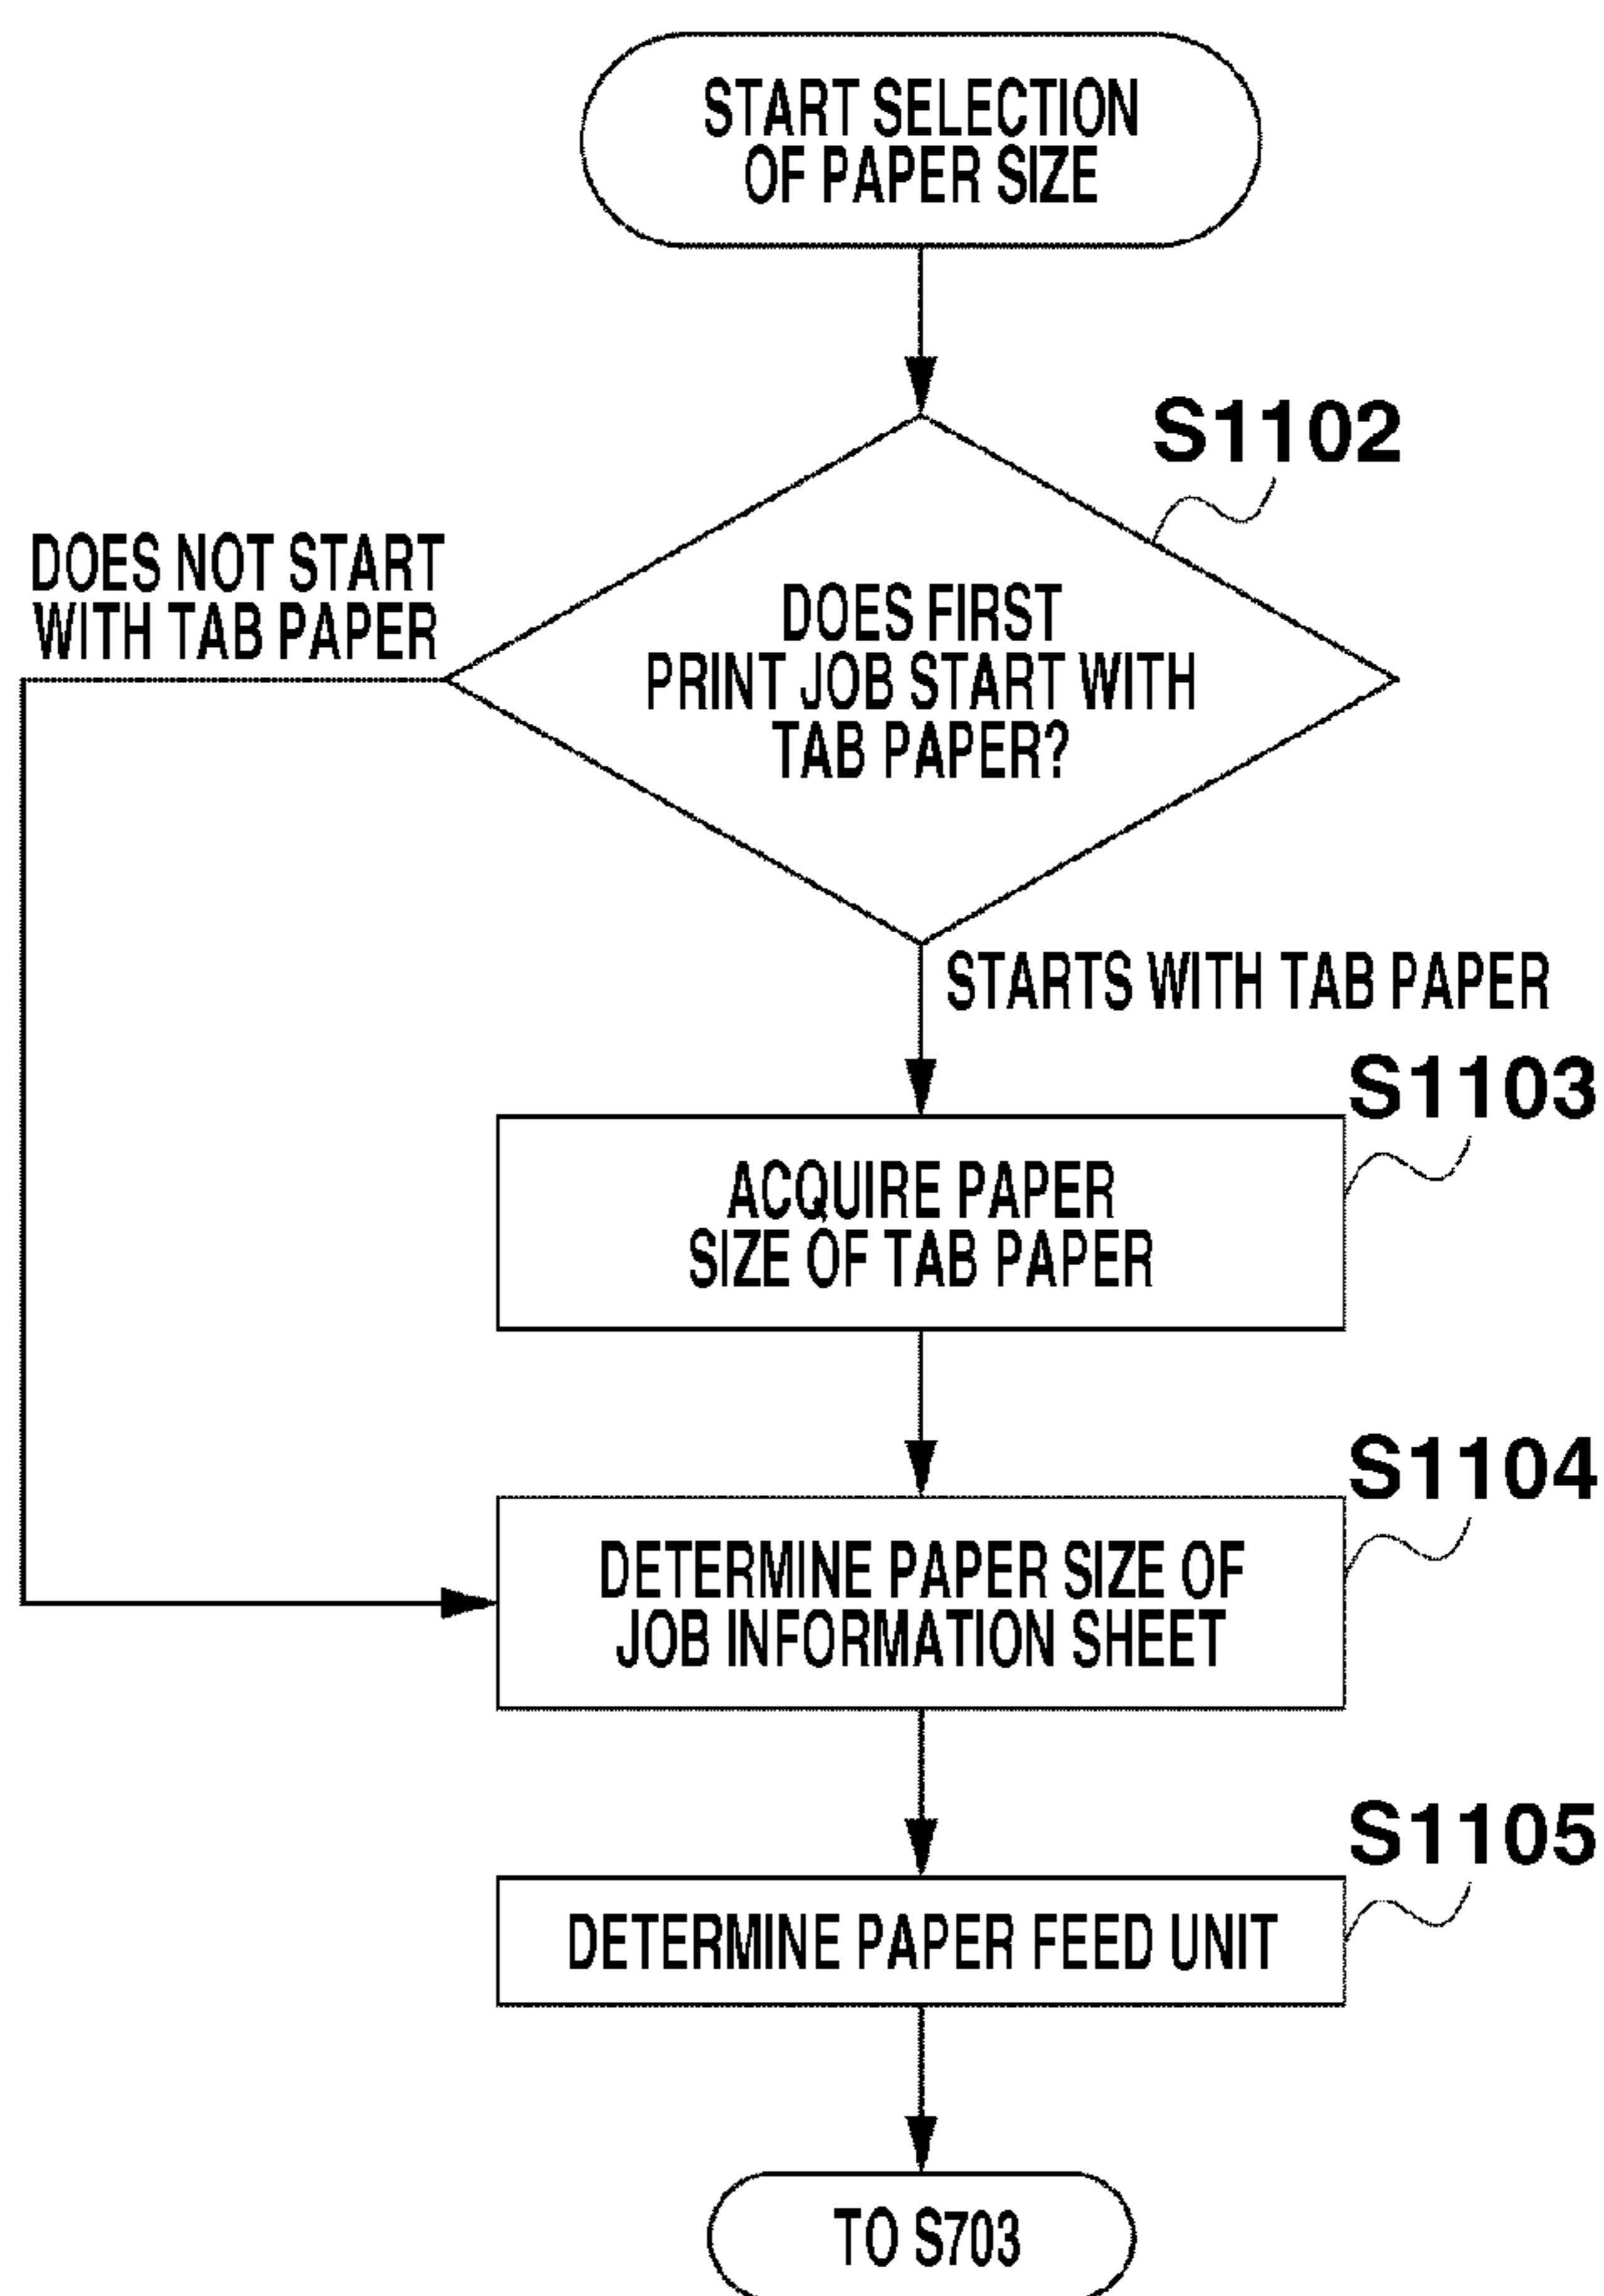 START SELECTION
OF PAPER SIZE
S1102
DOES NOT START
WITH TAB PAPER
DOES FIRST
PRINT JOB START WITH
TAB PAPER?
STARTS WITH TAB PAPER
S1103
ACQUIRE PAPER
SIZE OF TAB PAPER
S1104
DETERMINE PAPER SIZE OF
JOB INFORMATION SHEET
S1105
DETERMINE PAPER FEED UNIT
TO S703